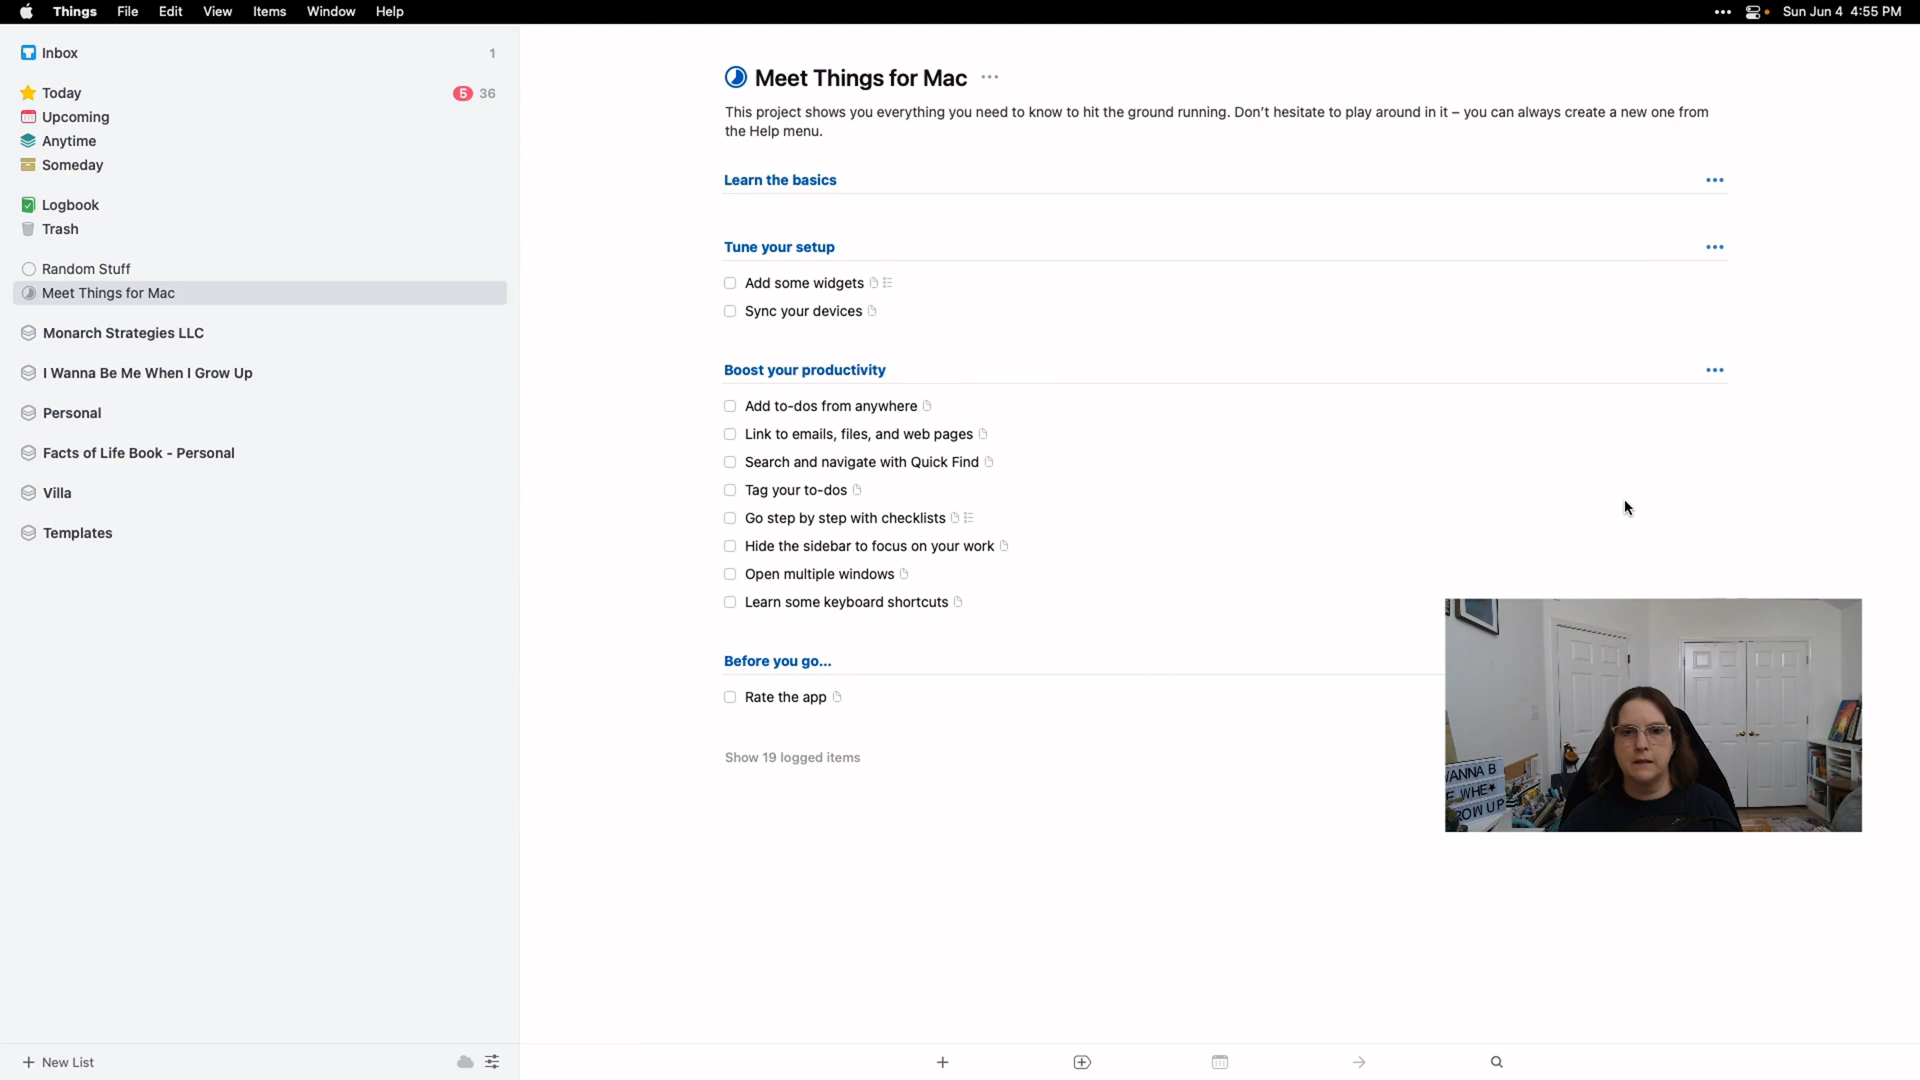 Things File Edit View Items Window Help
Sun Jun 4 4:55 PM
Inbox 1
Today 5 36
Upcoming
Anytime
Someday
Logbook
Trash
Random Stuff
Meet Things for Mac
Monarch Strategies LLC
I Wanna Be Me When I Grow Up
Personal
Facts of Life Book - Personal
Villa
Templates
New List
Meet Things for Mac
This project shows you everything you need to know to hit the ground running. Don't hesitate to play around in it – you can always create a new one from
the Help menu.
Learn the basics
Tune your setup
Add some widgets
Sync your devices
Boost your productivity
Add to-dos from anywhere
Link to emails, files, and web pages
Search and navigate with Quick Find
Tag your to-dos
Go step by step with checklists
Hide the sidebar to focus on your work
Open multiple windows
Learn some keyboard shortcuts
Before you go...
Rate the app
Show 19 logged items
WANNA B
E WHE★
ROW UP